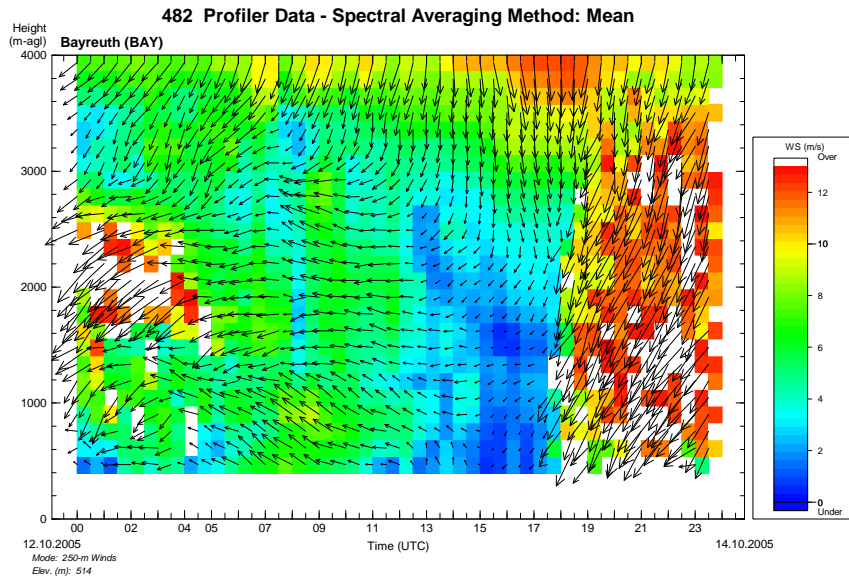 482 Profiler Data - Spectral Averaging Method: Mean
Height
(m-agl)
Bayreuth (BAY)
4000
3000
2000
1000
0
00 02 04 05 07 09 11 13 15 17 19 21 23
12.10.2005
Time (UTC)
14.10.2005
Mode: 250-m Winds
Elev. (m): 514
WS (m/s)
Over
12
10
8
6
4
2
0
Under